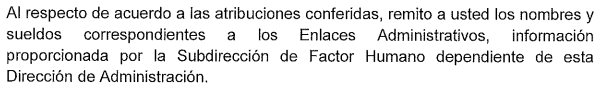 Al respecto de acuerdo a las atribuciones conferidas, remito a usted los nombres y
sueldos correspondientes a los Enlaces Administrativos, información
proporcionada por la Subdirección de Factor Humano dependiente de esta
Dirección de Administración.